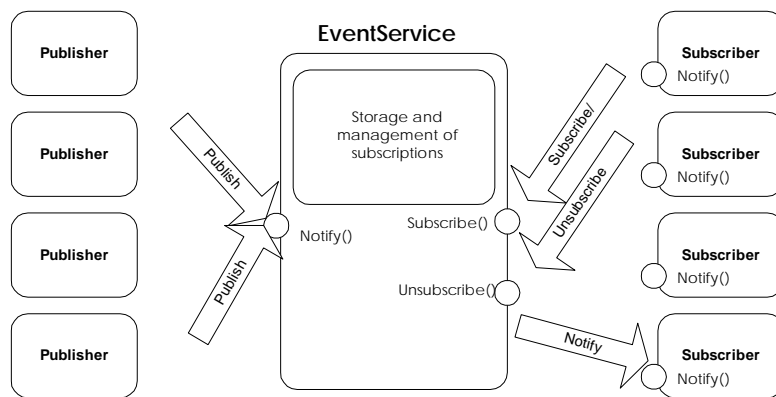 EventService
Publisher
Publisher
Publisher
Publisher
Publish
Publish
Storage and
management of
subscriptions
Notify()
Subscribe()
Unsubscribe()
Subscribe/
Unsubscribe
Notify
Subscriber
Notify()
Subscriber
Notify()
Subscriber
Notify()
Subscriber
Notify()